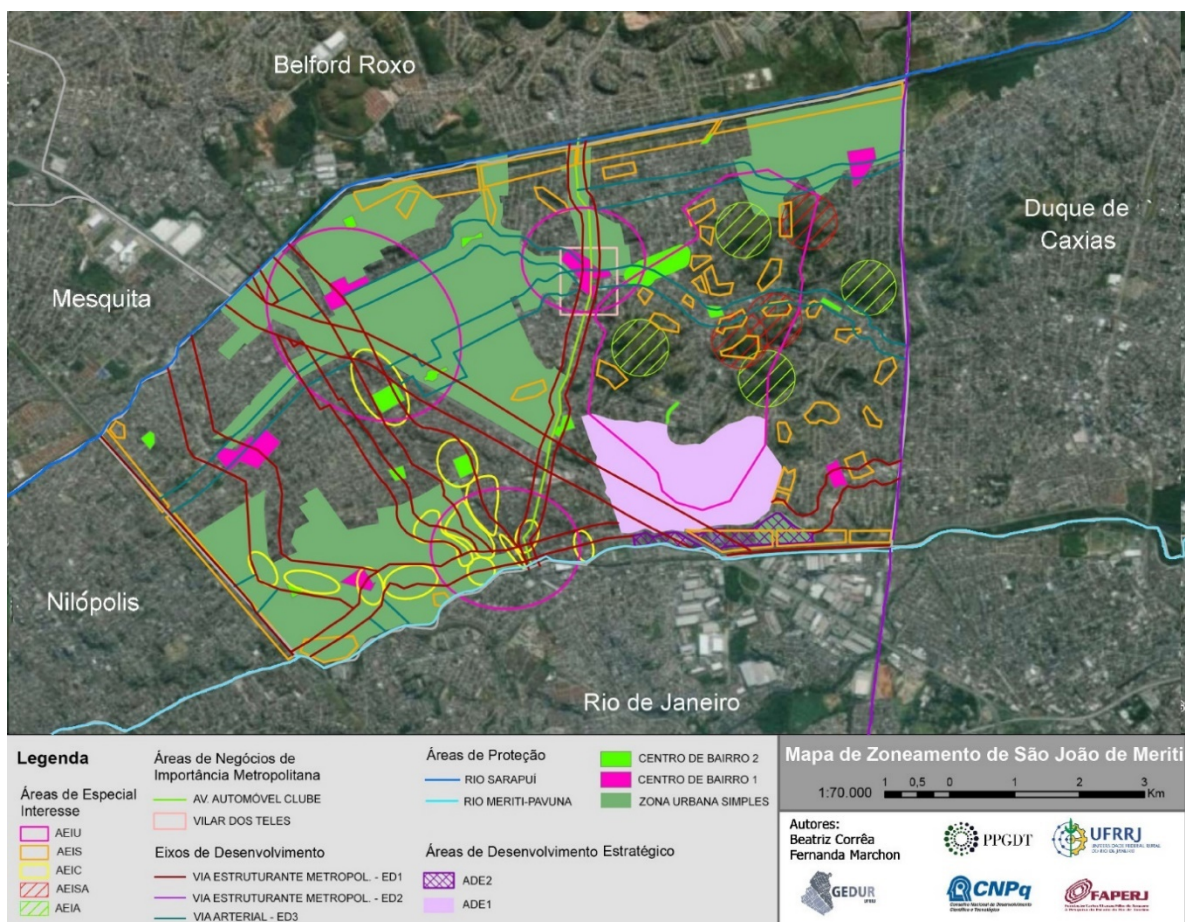 Belford Roxo
Duque de
Caxias
Mesquita
Nilópolis
Rio de Janeiro
Legenda
Áreas de Especial
Interesse
AEIU
AEIS
AEIC
AEISA
AEIA
Áreas de Negócios de
Importância Metropolitana
AV. AUTOMÓVEL CLUBE
VILAR DOS TELES
Eixos de Desenvolvimento
VIA ESTRUTURANTE METROPOL. - ED1
VIA ESTRUTURANTE METROPOL. - ED2
VIA ARTERIAL - ED3
Áreas de Proteção
RIO SARAPUÍ
RIO MERITI-PAVUNA
CENTRO DE BAIRRO 2
CENTRO DE BAIRRO 1
ZONA URBANA SIMPLES
Áreas de Desenvolvimento Estratégico
ADE2
ADE1
Mapa de Zoneamento de São João de Meriti
1:70.000
1 0,5 0 1 2 3
Km
Autores:
Beatriz Corrêa
Fernanda Marchon
PPGDT
UFRRJ
GEDUR
CNPq
FAPERJ